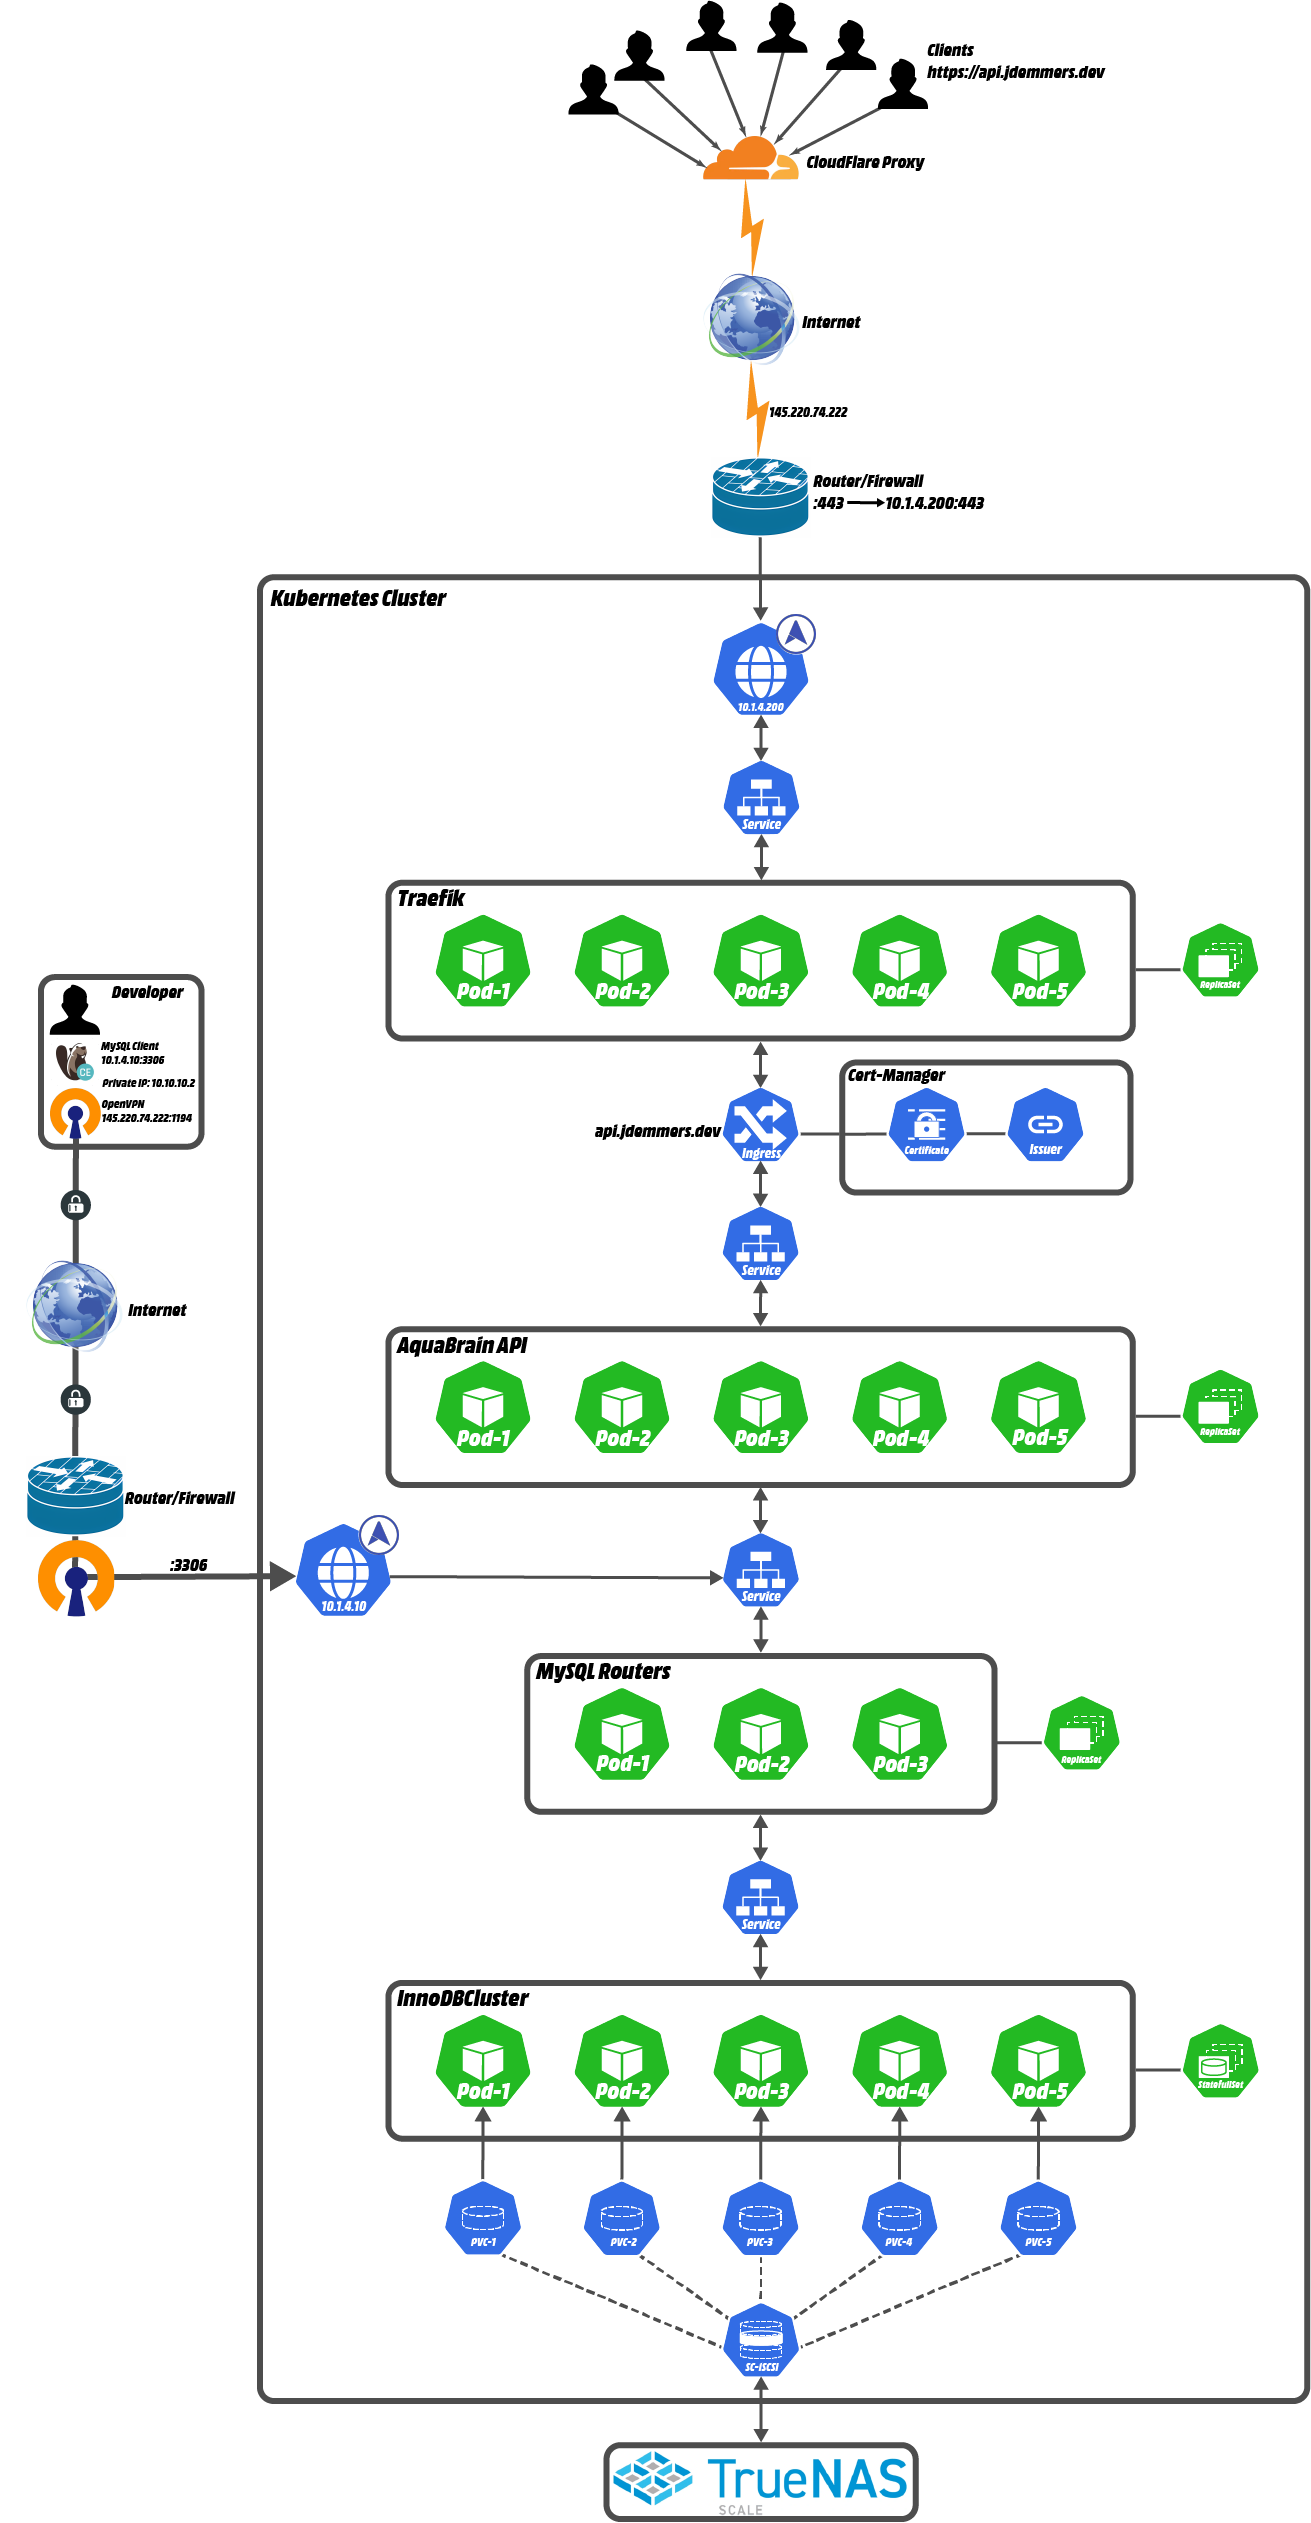 Clients
https://api.jdemmers.dev
CloudFlare Proxy
Internet
145.220.74.222
Router/Firewall
:443 10.1.4.200:443
Kubernetes Cluster
10.1.4.200
Service
Traefik
Pod-1 Pod-2 Pod-3 Pod-4 Pod-5
ReplicaSet
Developer
MySQL Client
10.1.4.10:3306
Private IP: 10.10.10.2
OpenVPN
145.220.74.222:1194
CE
Cert-Manager
api.jdemmers.dev
Ingress
Certificate
Issuer
Service
Internet
AquaBrain API
Pod-1 Pod-2 Pod-3 Pod-4 Pod-5
ReplicaSet
Router/Firewall
:3306
10.1.4.10
Service
MySQL Routers
Pod-1 Pod-2 Pod-3
ReplicaSet
Service
InnoDBCluster
Pod-1 Pod-2 Pod-3 Pod-4 Pod-5
StateFullSet
PVC-1 PVC-2 PVC-3 PVC-4 PVC-5
SC-ISCSI
TrueNAS
SCALE